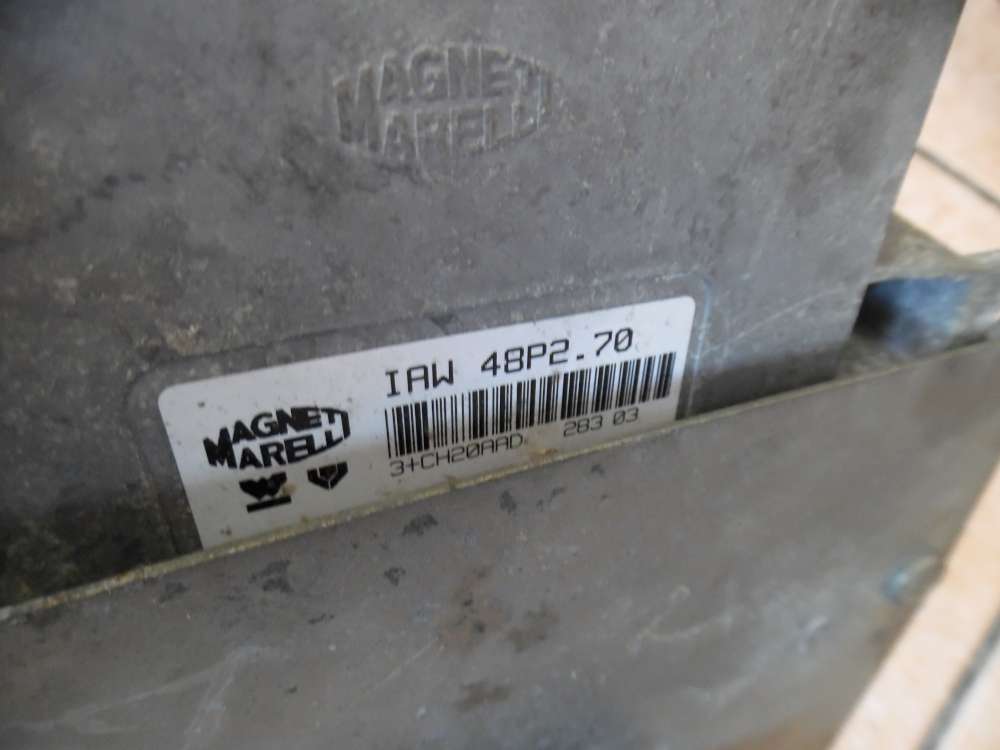 MAGNETI
MARELLI
IAW 48P2.70
MAGNETI
MARELLI
3+CH20AAD 283 03